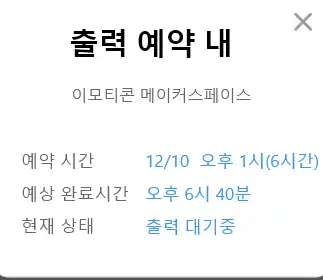 출력 예약 내
이모티콘 메이커스페이스
예약 시간 12/10 오후 1시(6시간)
예상 완료시간 오후 6시 40분
현재 상태 출력 대기중